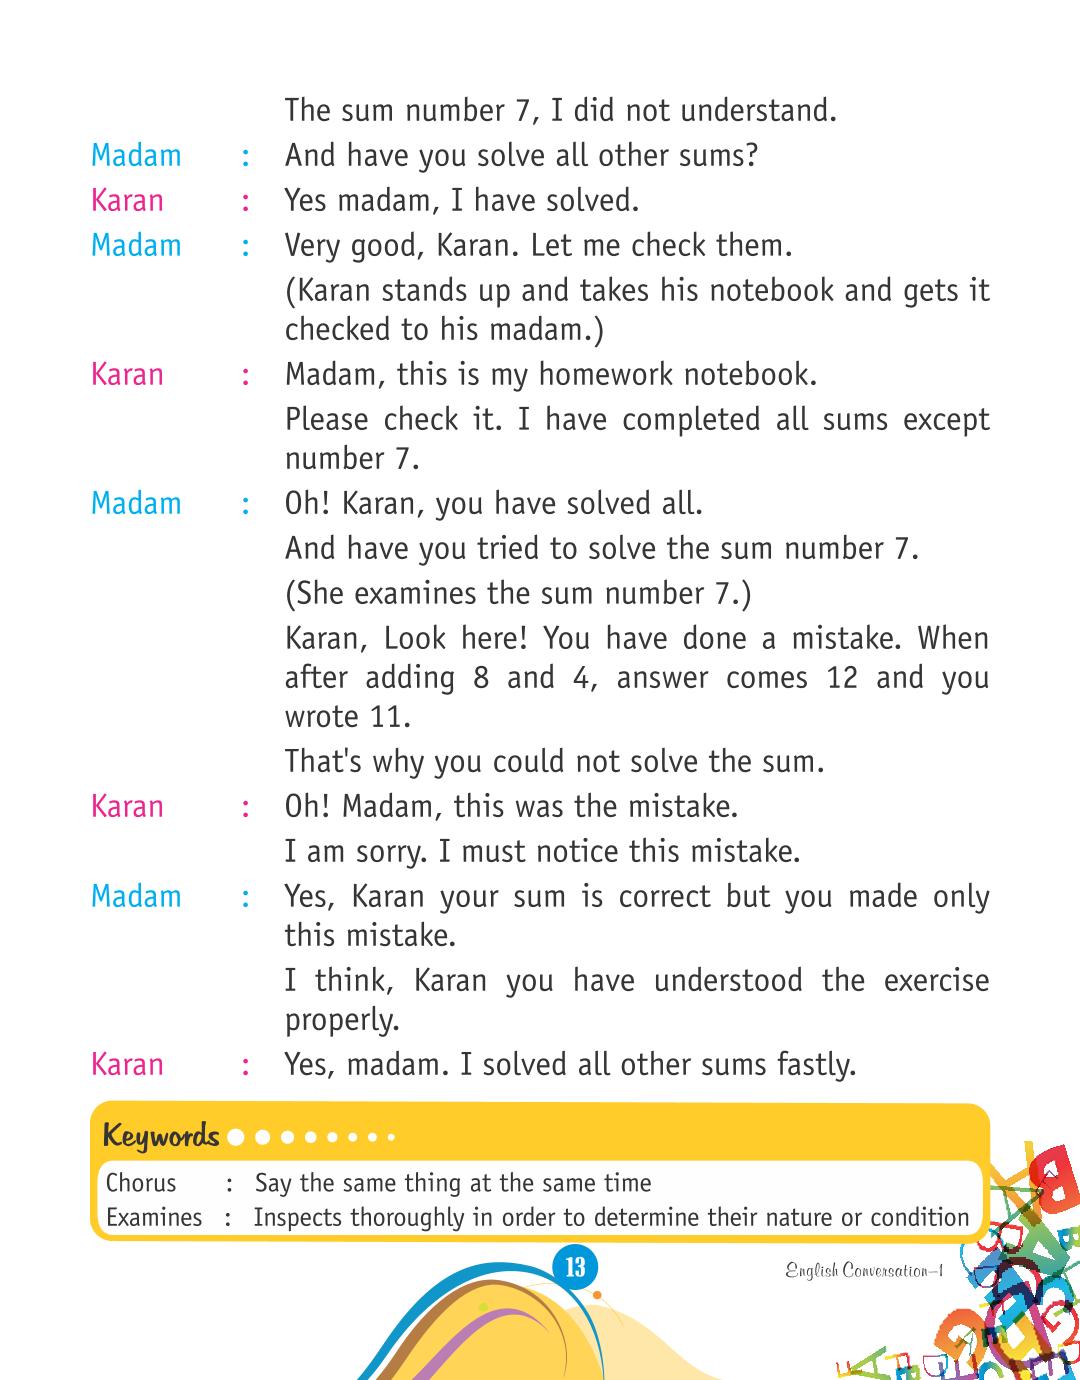 The sum number 7, I did not understand.
Madam : And have you solve all other sums?
Karan : Yes madam, I have solved.
Madam : Very good, Karan. Let me check them.
(Karan stands up and takes his notebook and gets it
checked to his madam.)
Karan : Madam, this is my homework notebook.
Please check it. I have completed all sums except
number 7.
Madam : Oh! Karan, you have solved all.
And have you tried to solve the sum number 7.
(She examines the sum number 7.)
Karan, Look here! You have done a mistake. When
after adding 8 and 4, answer comes 12 and you
wrote 11.
That's why you could not solve the sum.
Karan : Oh! Madam, this was the mistake.
I am sorry. I must notice this mistake.
Madam : Yes, Karan your sum is correct but you made only
this mistake.
I think, Karan you have understood the exercise
properly.
Karan : Yes, madam. I solved all other sums fastly.
Keywords
Chorus : Say the same thing at the same time
Examines : Inspects thoroughly in order to determine their nature or condition
13
English Conversation–1